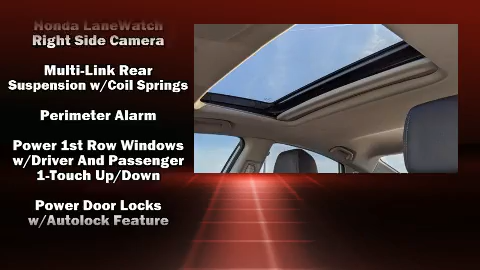 Honda LaneWatch
Right Side Camera
Multi-Link Rear
Suspension w/Coil Springs
Perimeter Alarm
Power 1st Row Windows
w/Driver And Passenger
1-Touch Up/Down
Power Door Locks
w/Autolock Feature